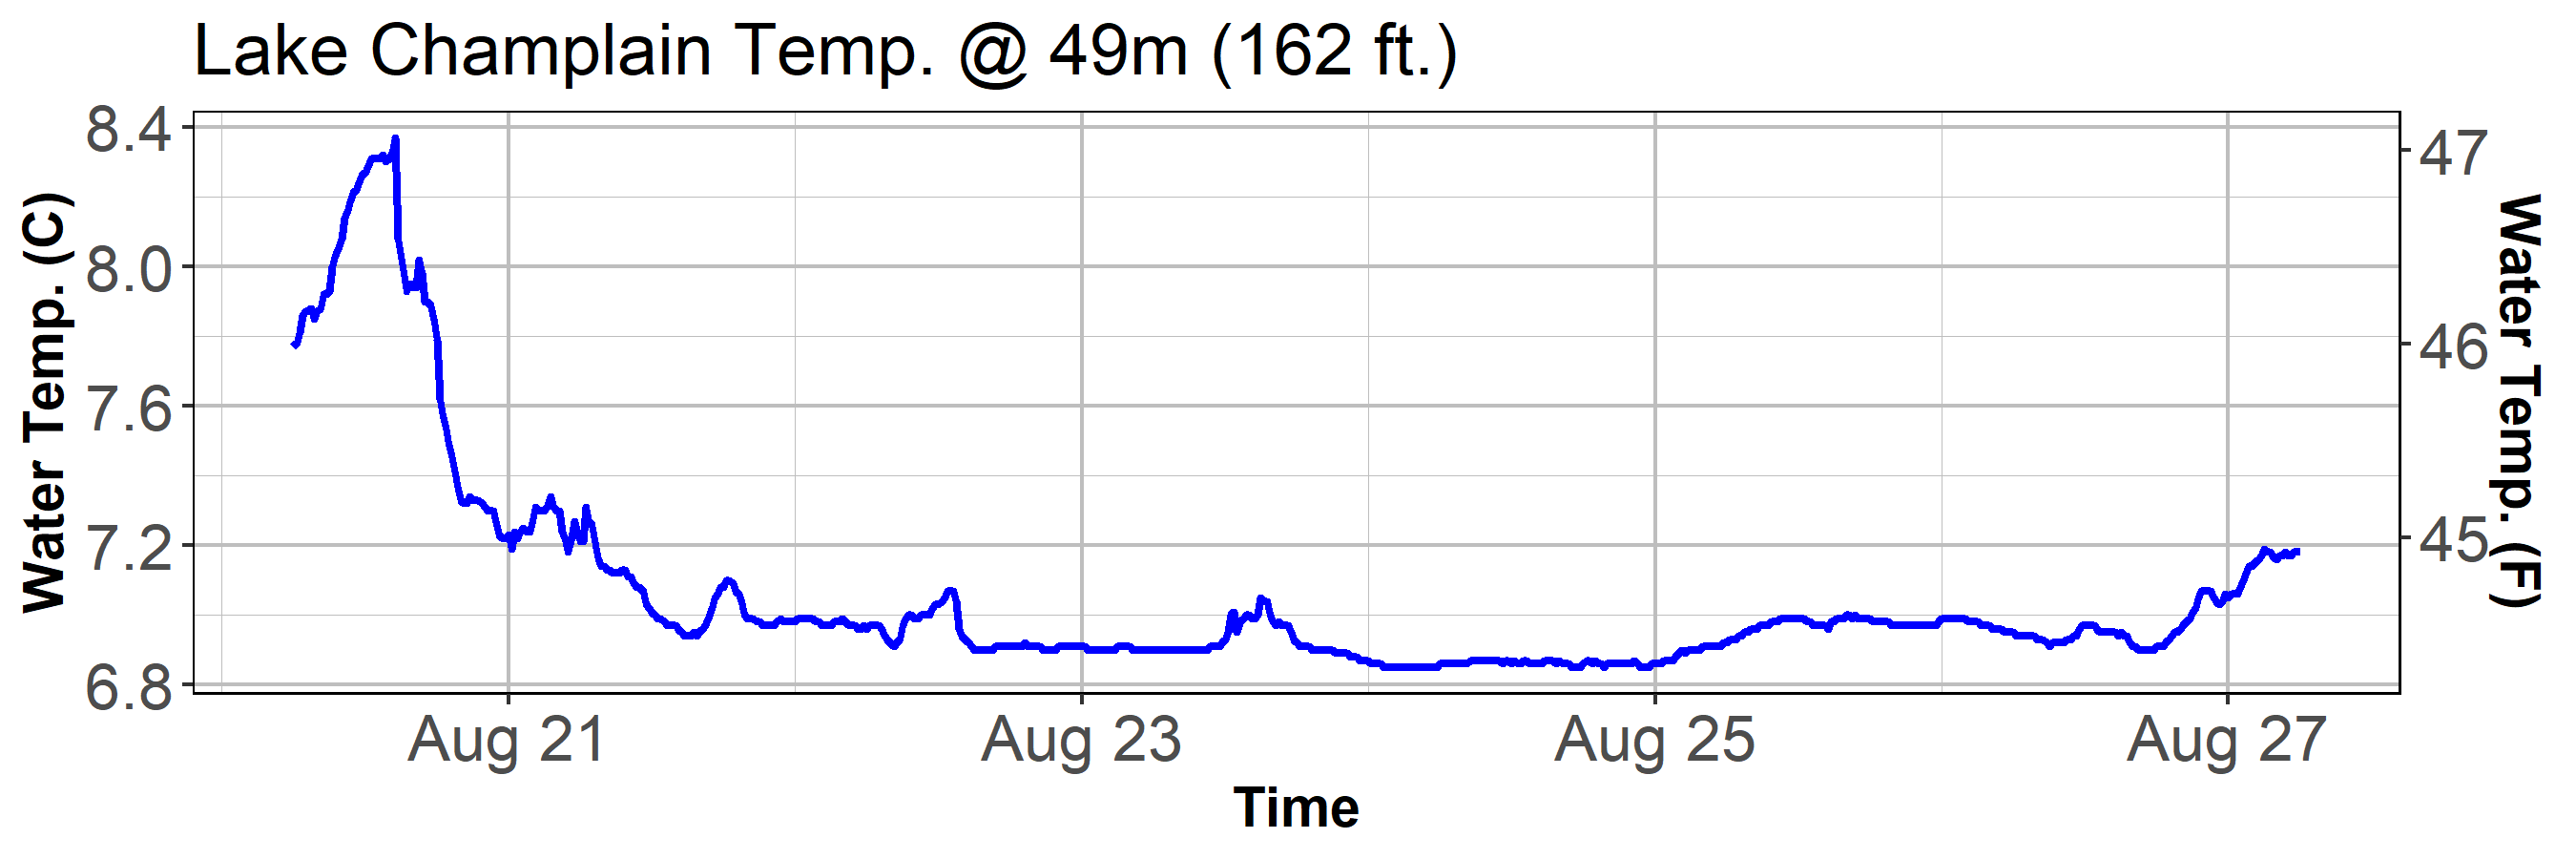 Lake Champlain Temp. @ 49m (162 ft.)
Water Temp. (C)
8.4
8.0
7.6
7.2
6.8
47
46
45
Water Temp. (F)
Aug 21
Aug 23
Aug 25
Aug 27
Time